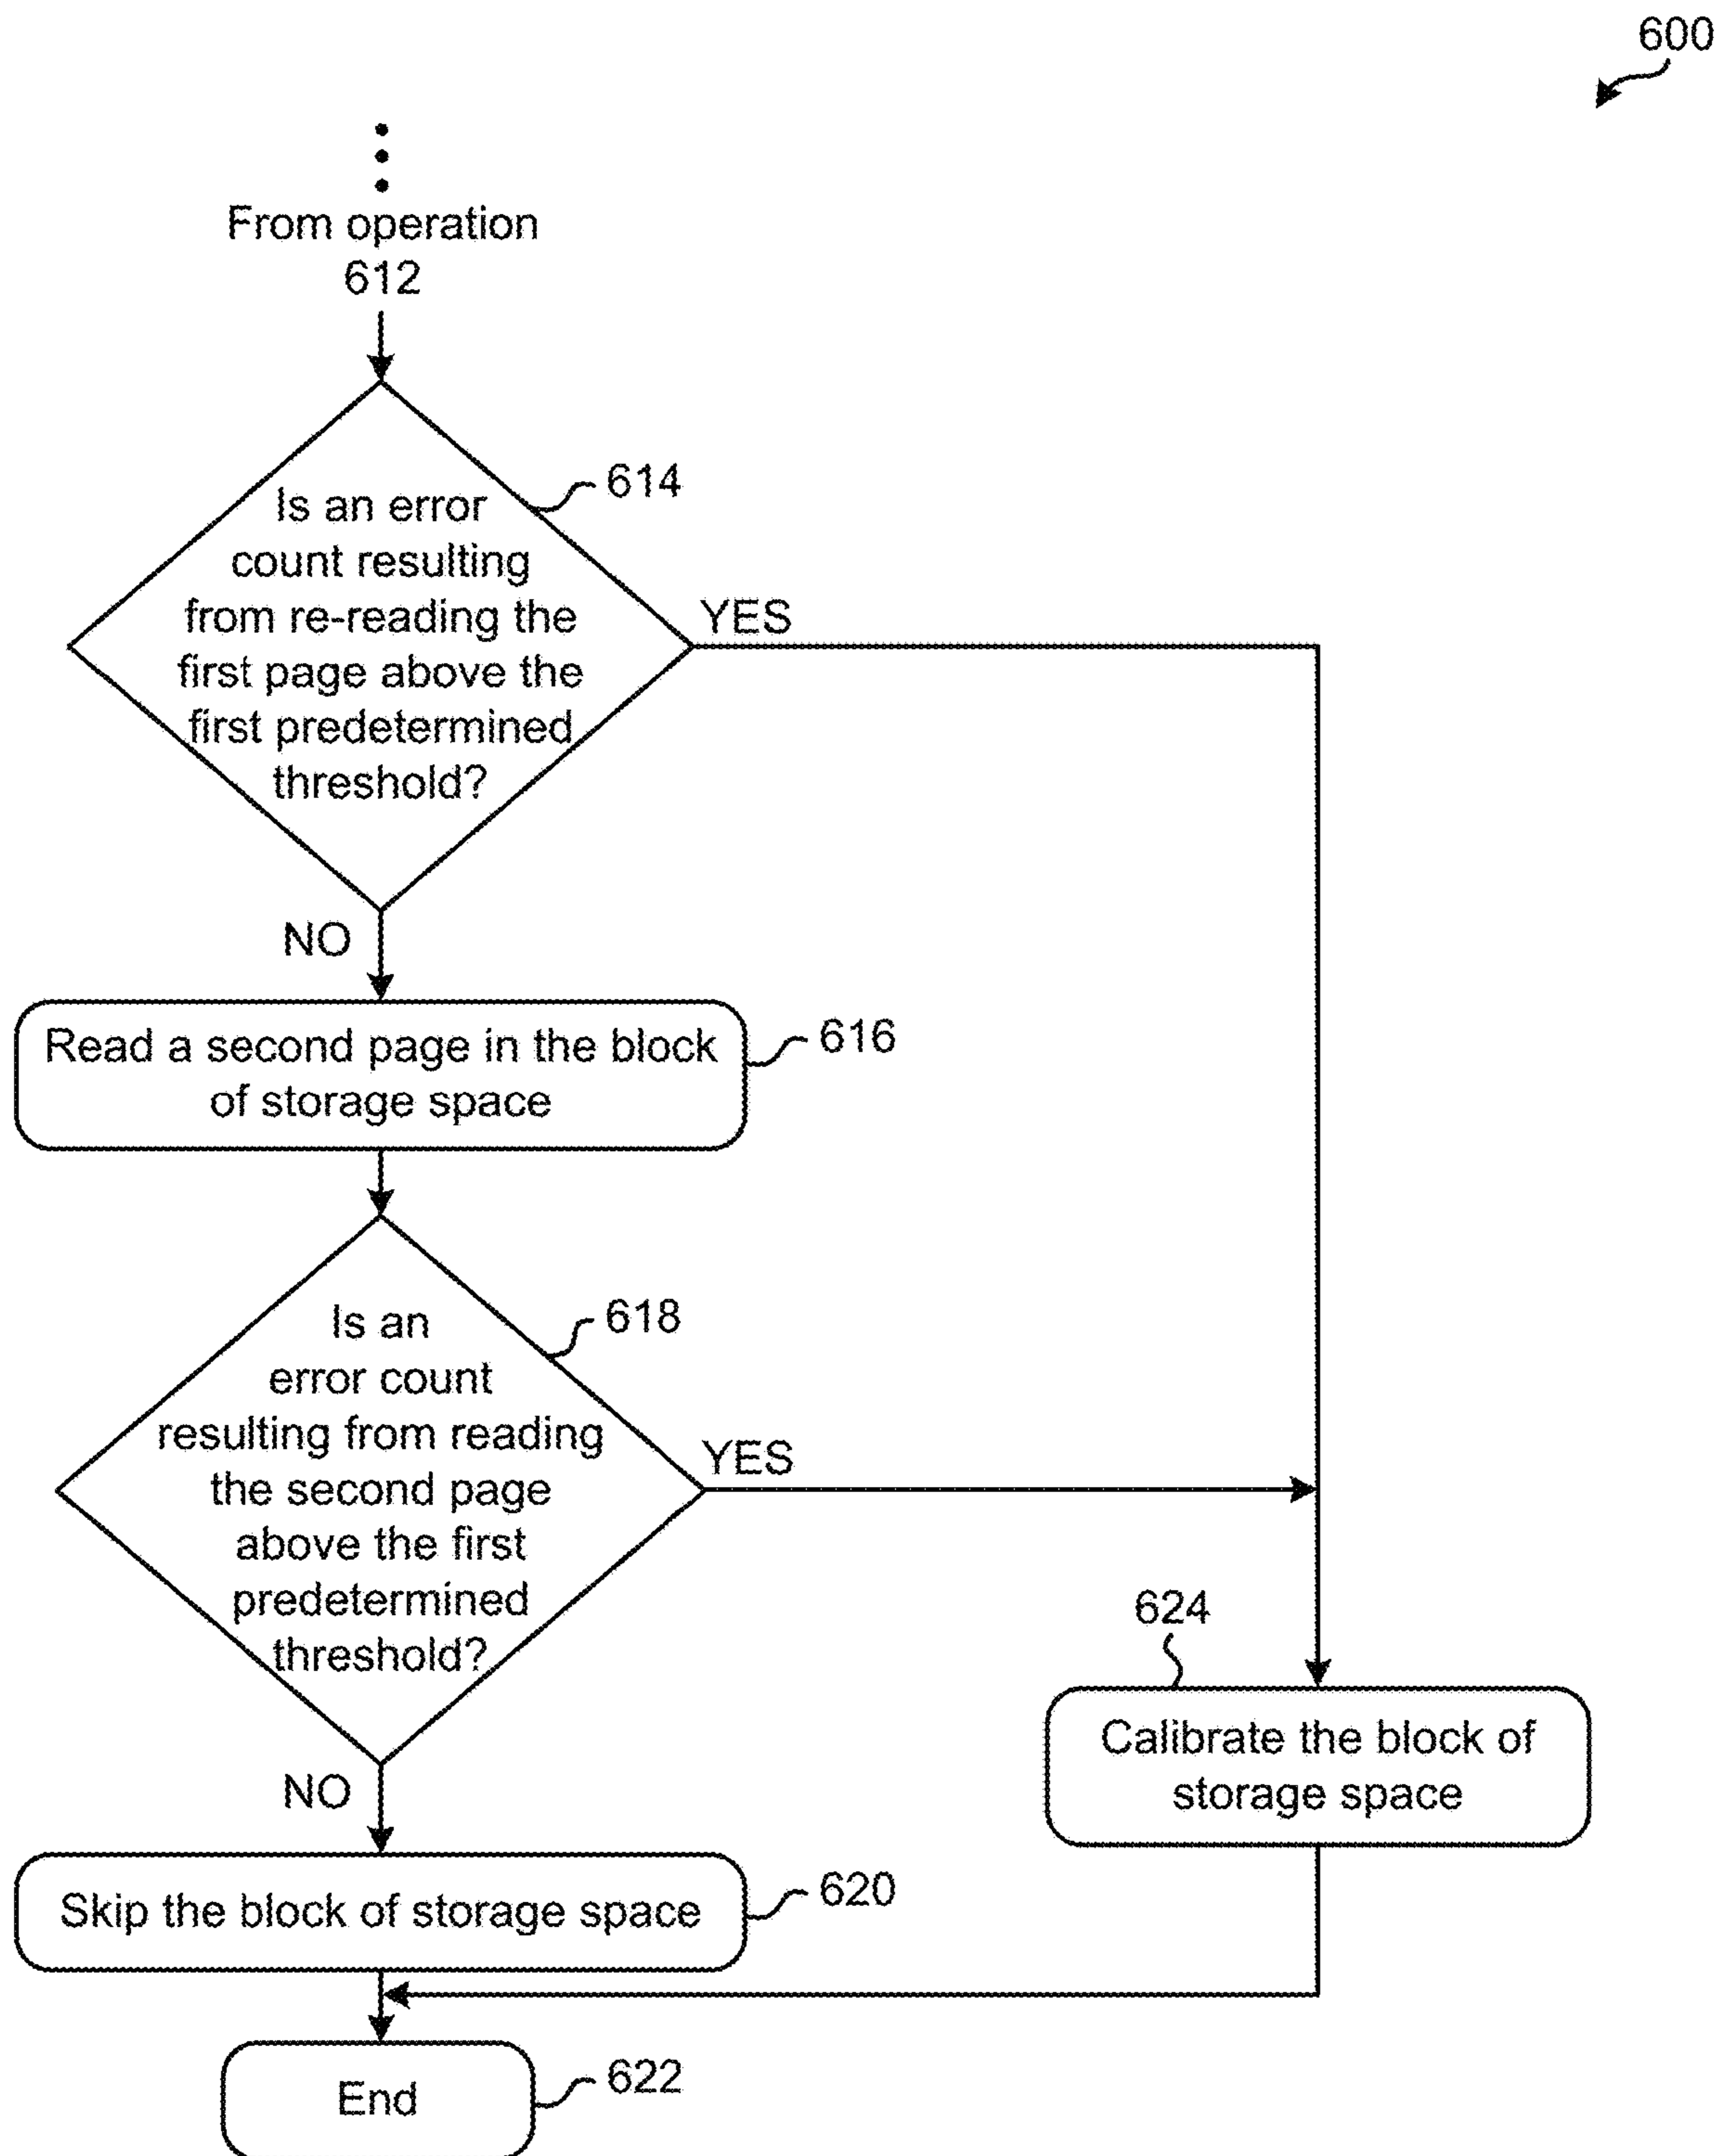 600
From operation
612
614
Is an error
count resulting
from re-reading the
first page above the
first predetermined
threshold?
YES
NO
616
Read a second page in the block
of storage space
618
Is an
error count
resulting from reading
the second page
above the first
predetermined
threshold?
YES
624
Calibrate the block of
storage space
NO
620
Skip the block of storage space
622
End